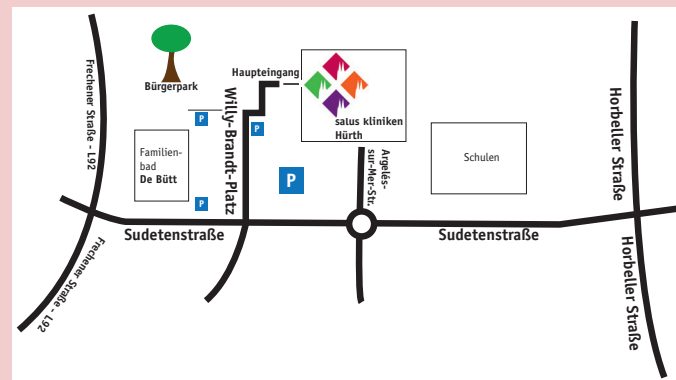 Bürgerpark
Haupteingang
salus kliniken
Hürth
Frechener Straße - L92
Willy-Brandt-Platz
P
P
P
P
Familien-
bad
De Bütt
Argelés-
sur-Mer-Str.
Schulen
Horbeller Straße
Sudetenstraße
Sudetenstraße
Frechener Straße - L92
Horbeller Straße